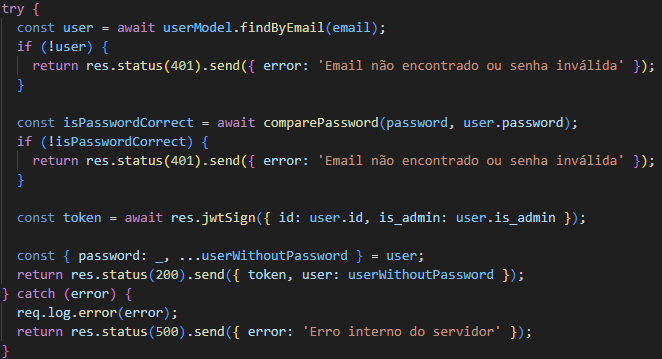 try {
  const user = await userModel.findByEmail(email);
  if (!user) {
    return res.status(401).send({ error: 'Email não encontrado ou senha inválida' });
  }

  const isPasswordCorrect = await comparePassword(password, user.password);
  if (!isPasswordCorrect) {
    return res.status(401).send({ error: 'Email não encontrado ou senha inválida' });
  }

  const token = await res.jwtSign({ id: user.id, is_admin: user.is_admin });

  const { password: _, ...userWithoutPassword } = user;
  return res.status(200).send({ token, user: userWithoutPassword });
} catch (error) {
  req.log.error(error);
  return res.status(500).send({ error: 'Erro interno do servidor' });
}